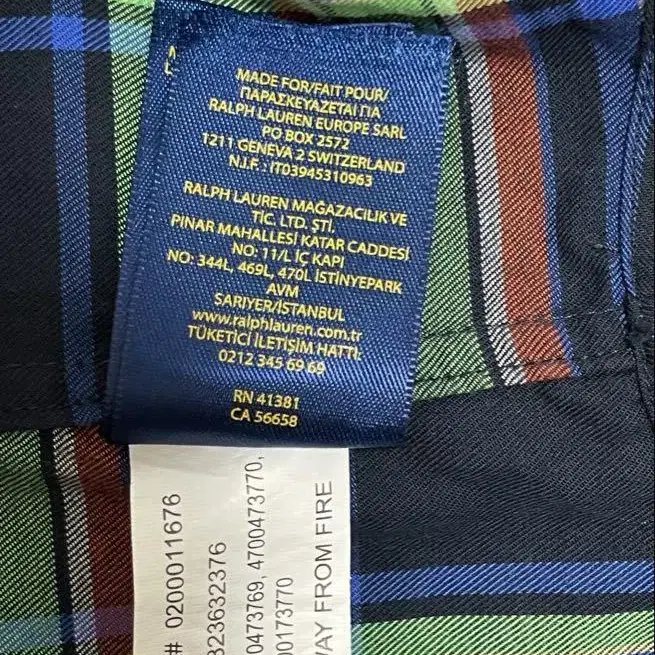 MADE FOR/FAIT POUR/
ΠΑΡΑΣΚΕΥΑΖΕΤΑΙ ΓΙΑ
RALPH LAUREN EUROPE SARL
PO BOX 2572
1211 GENEVA 2 SWITZERLAND
N.I.F. : IT03945310963
RALPH LAUREN MAĞAZACILIK VE
TİC. LTD. ŞTİ.
PINAR MAHALLESİ KATAR CADDESİ
NO: 11/L İÇ KAPI
NO: 344L, 469L, 470L İSTİNYEPARK
AVM
SARIYER/İSTANBUL
www.ralphlauren.com.tr
TÜKETİCİ İLETİŞİM HATTI:
0212 345 69 69
RN 41381
CA 56658
# 0200011676
323632376
0473769, 4700473770,
00173770
WAY FROM FIRE